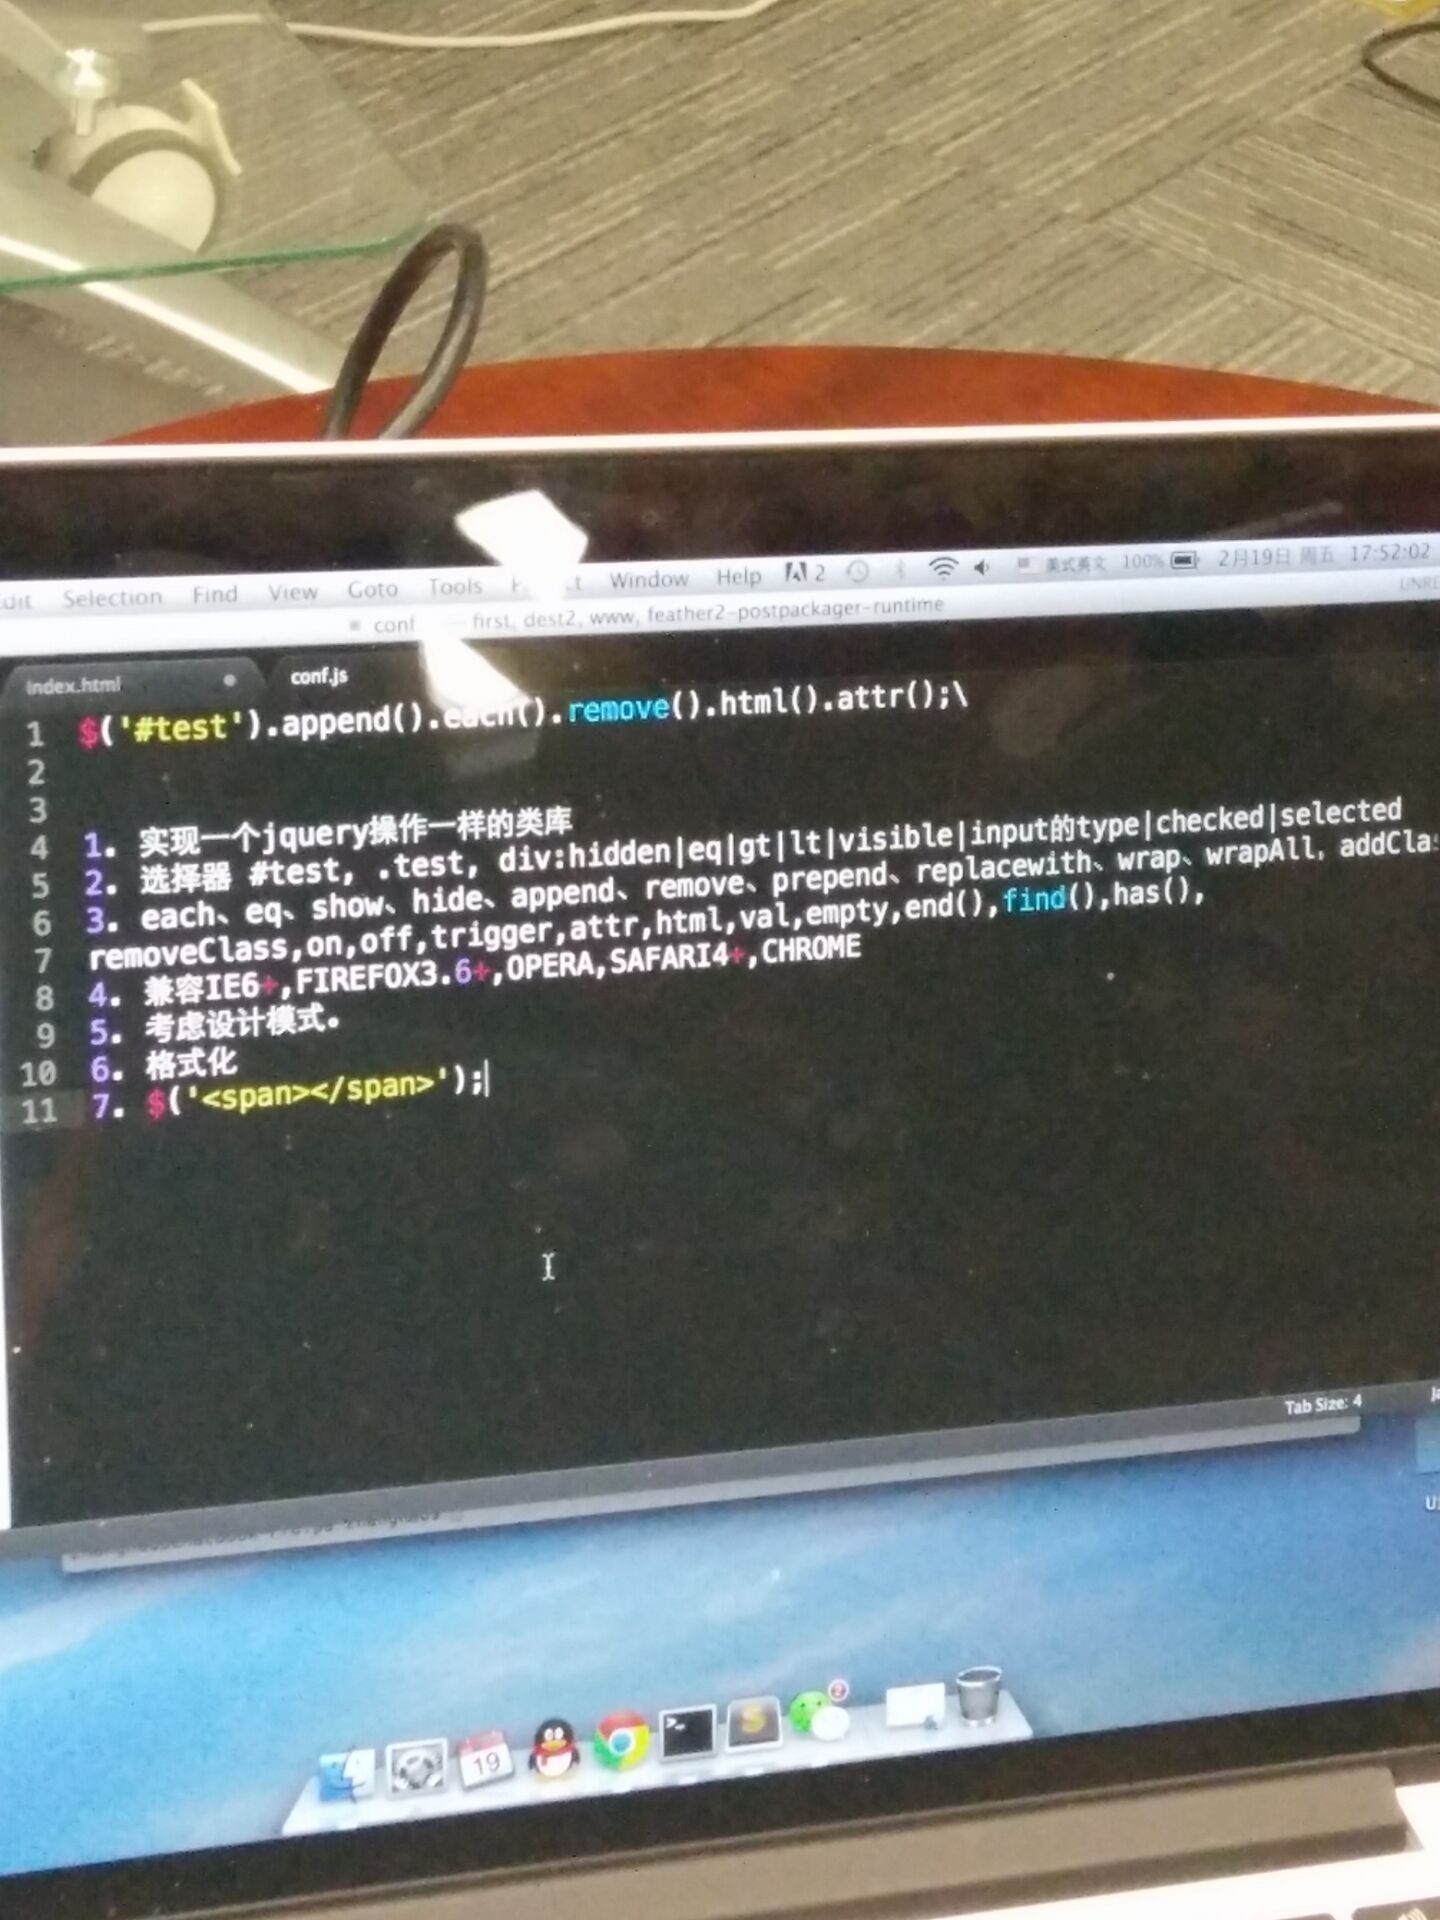 Selection Find View Goto Tools Window Help 2 美式英文 100% 2月19日 周五 17:52:02
conf — first, dest2, www, feather2-postpackager-runtime
index.html conf.js
1 $('#test').append().each().remove().html().attr();\
2
3
4 1. 实现一个jquery操作一样的类库
5 2. 选择器 #test, .test, div:hidden|eq|gt|lt|visible|input的type|checked|selected
6 3. each、eq、show、hide、append、remove、prepend、replacewith、wrap、wrapAll, addCla
7 removeClass,on,off,trigger,attr,html,val,empty,end(),find(),has(),
8 4. 兼容IE6+,FIREFOX3.6+,OPERA,SAFARI4+,CHROME
9 5. 考虑设计模式。
10 6. 格式化
11 7. $('<span></span>');
Tab Size: 4
19
2